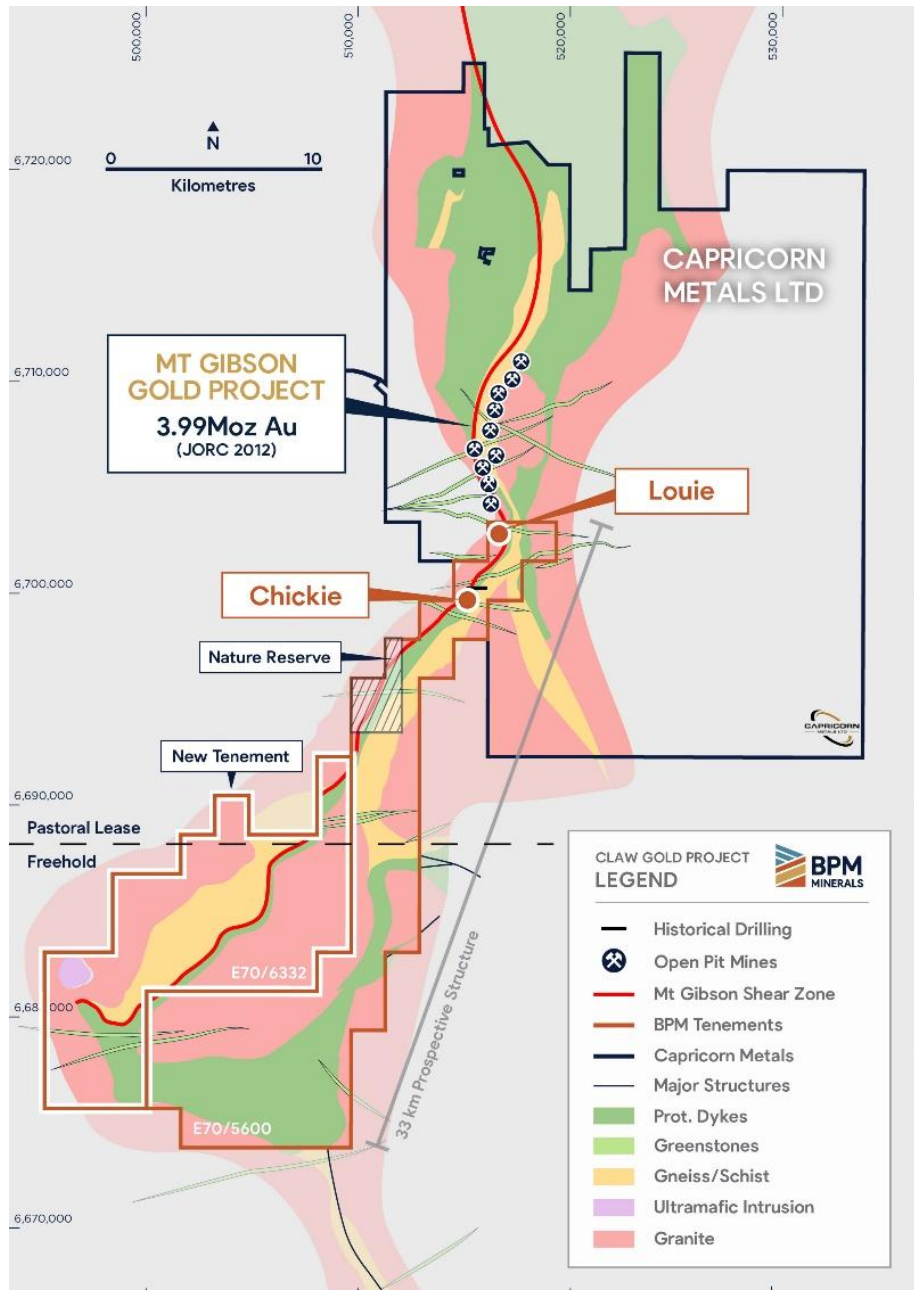 500,000
510,000
520,000
530,000
N
0 10
Kilometres
6,720,000
CAPRICORN
METALS LTD
MT GIBSON
GOLD PROJECT
3.99Moz Au
(JORC 2012)
6,710,000
Louie
6,700,000
Chickie
Nature Reserve
CAPRICORN
METALS LTD
New Tenement
6,690,000
Pastoral Lease
Freehold
33 km Prospective Structure
E70/6332
E70/5600
6,670,000
CLAW GOLD PROJECT
LEGEND
BPM
MINERALS
Historical Drilling
Open Pit Mines
Mt Gibson Shear Zone
BPM Tenements
Capricorn Metals
Major Structures
Prot. Dykes
Greenstones
Gneiss/Schist
Ultramafic Intrusion
Granite